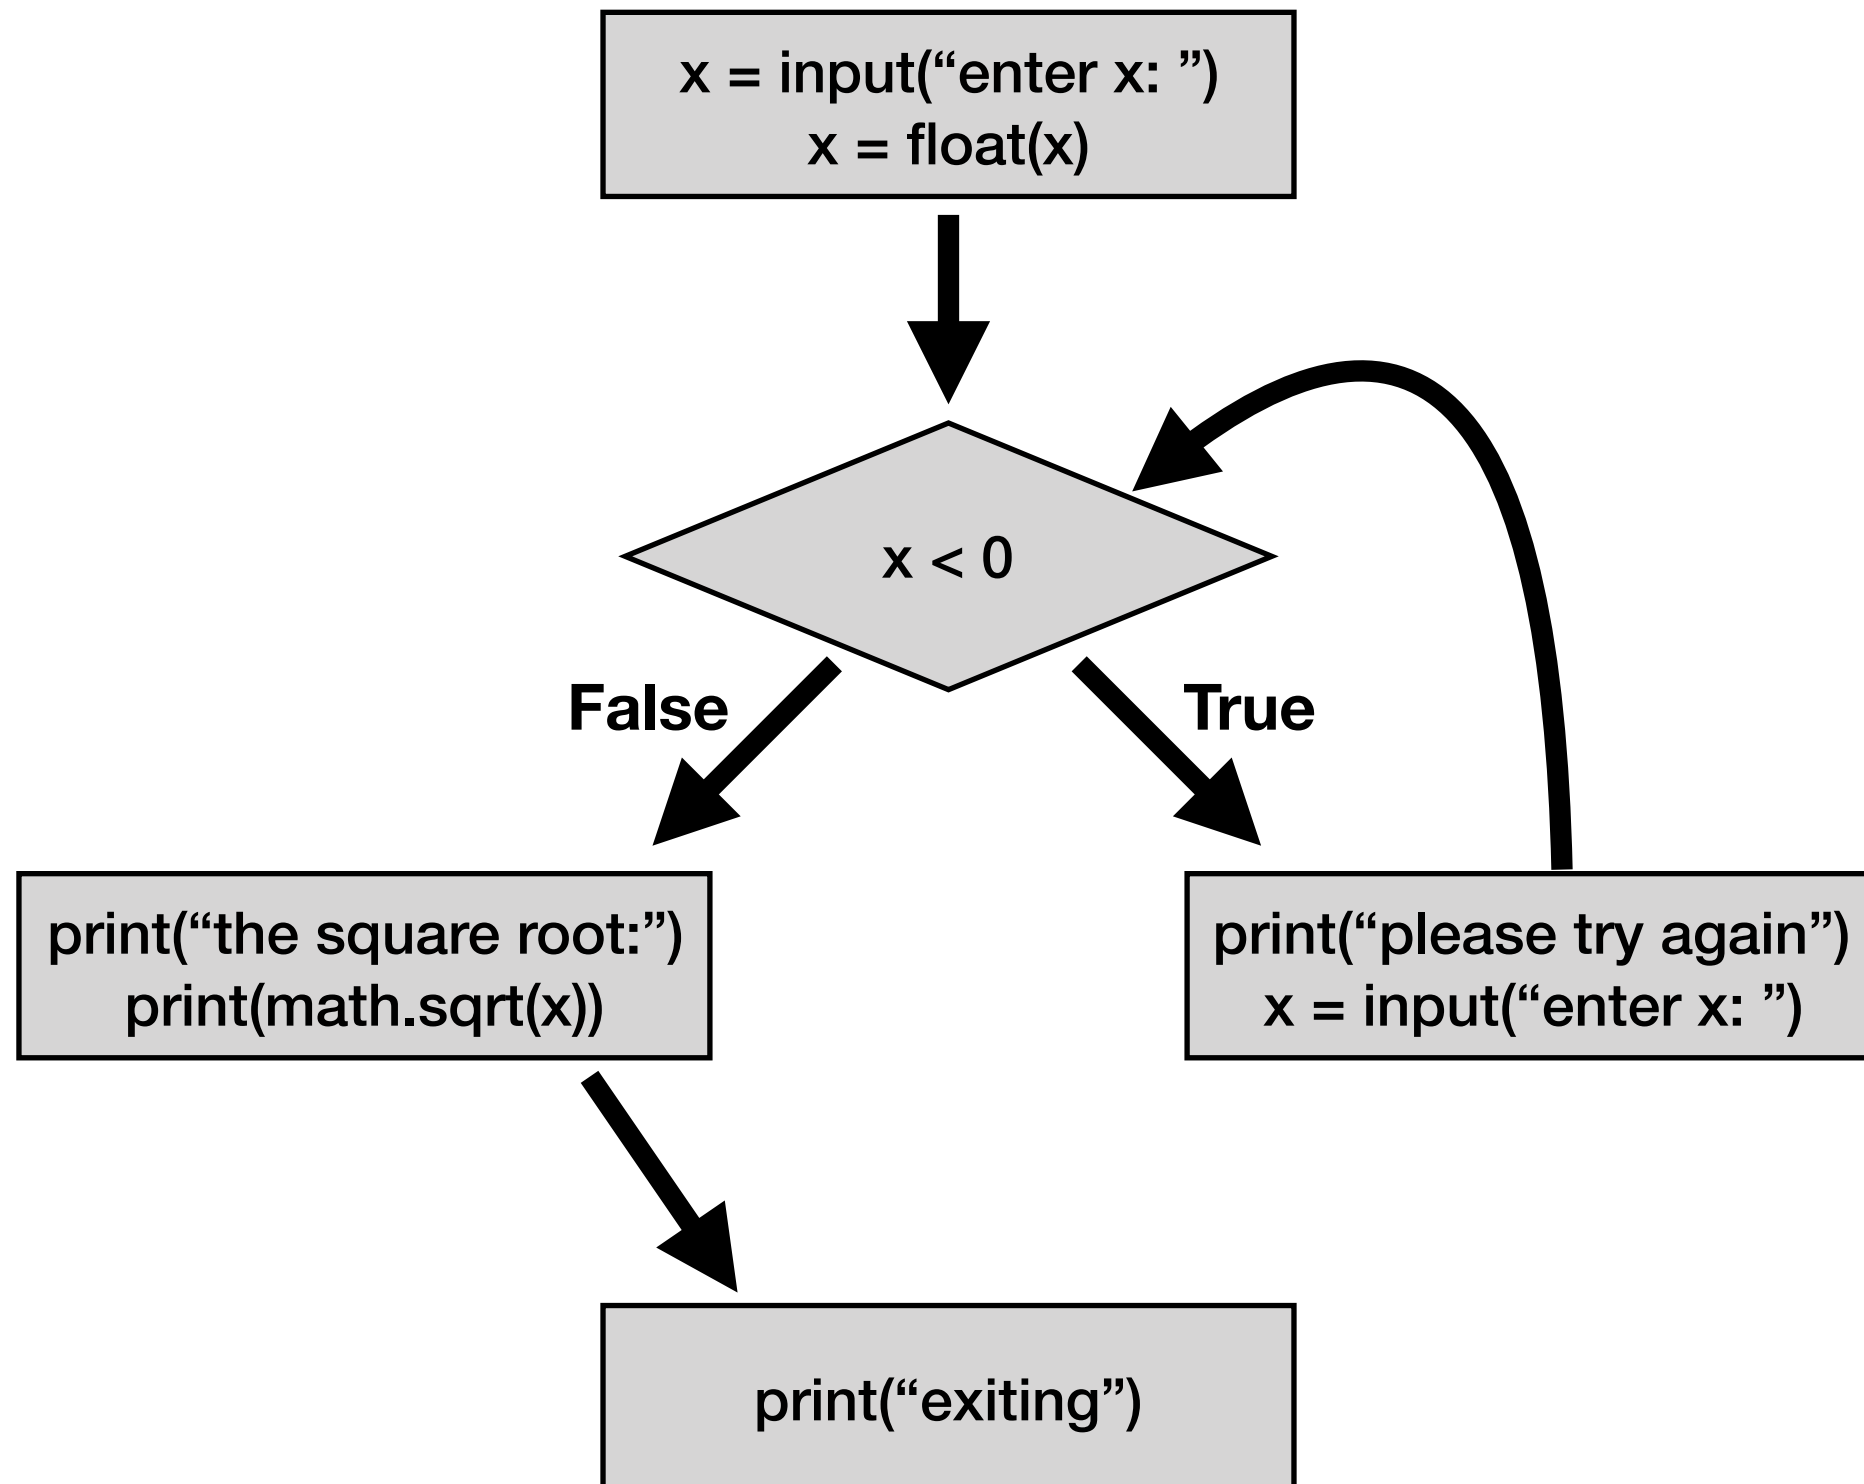 x = input(“enter x: ”)
x = float(x)
x < 0
False
True
print(“the square root:”)
print(math.sqrt(x))
print(“please try again”)
x = input(“enter x: ”)
print(“exiting”)